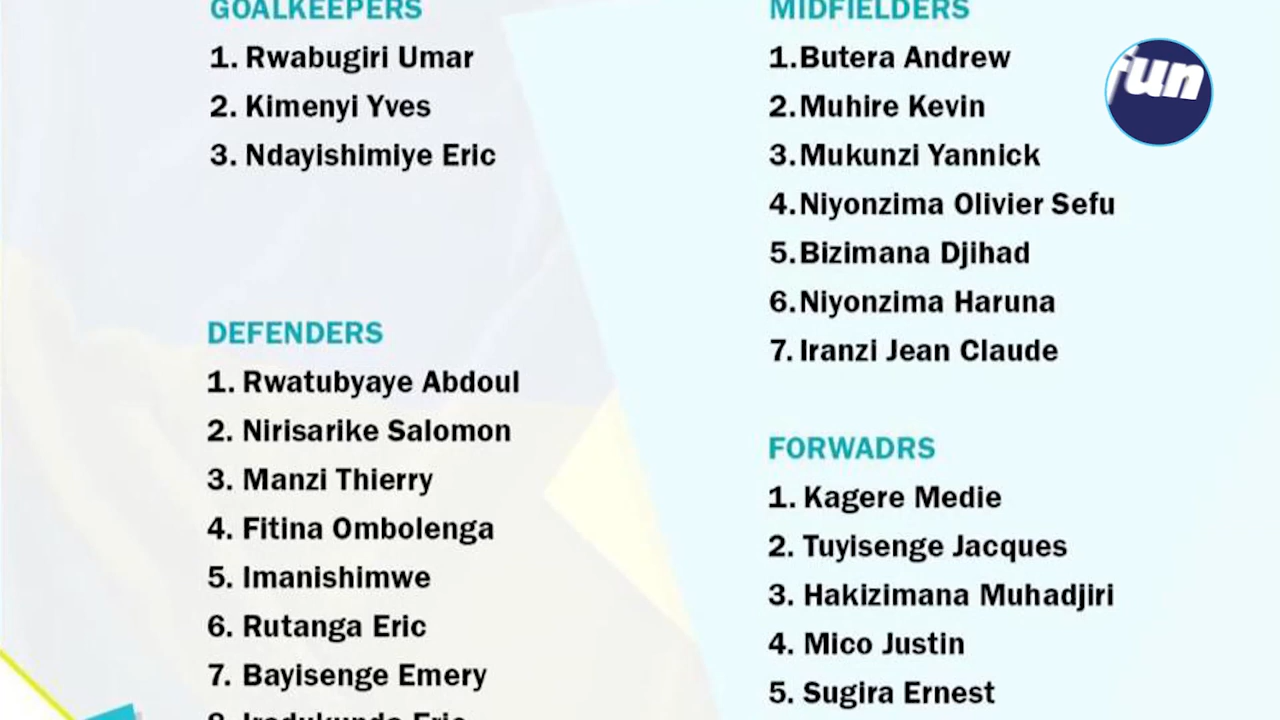 GOALKEEPERS
1. Rwabugiri Umar
2. Kimenyi Yves
3. Ndayishimiye Eric
DEFENDERS
1. Rwatubyaye Abdoul
2. Nirisarike Salomon
3. Manzi Thierry
4. Fitina Ombolenga
5. Imanishimwe
6. Rutanga Eric
7. Bayisenge Emery
8. Iradukunda Eric
MIDFIELDERS
1.Butera Andrew
2.Muhire Kevin
3.Mukunzi Yannick
4.Niyonzima Olivier Sefu
5.Bizimana Djihad
6.Niyonzima Haruna
7. Iranzi Jean Claude
FORWADRS
1. Kagere Medie
2. Tuyisenge Jacques
3. Hakizimana Muhadjiri
4. Mico Justin
5. Sugira Ernest
fun